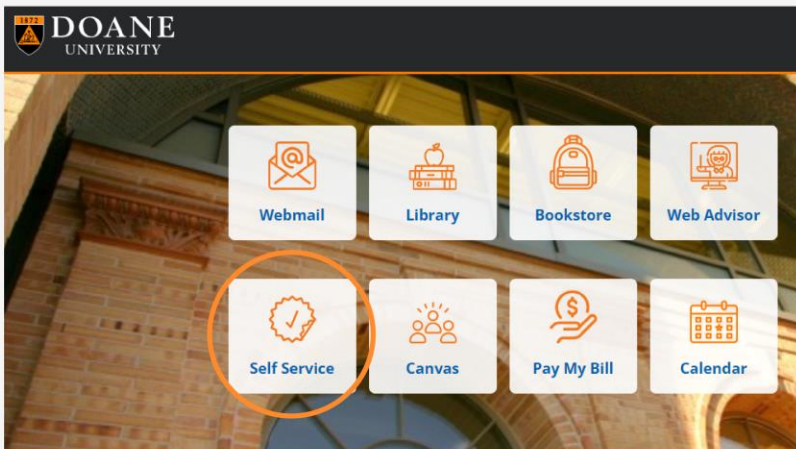 1872
DOANE
UNIVERSITY
Webmail
Library
Bookstore
Web Advisor
Self Service
Canvas
Pay My Bill
Calendar